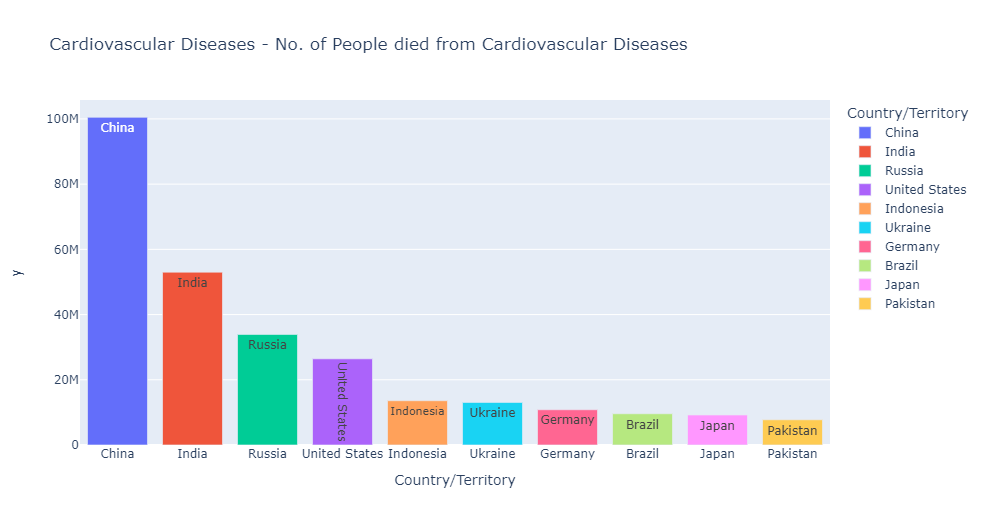 Cardiovascular Diseases - No. of People died from Cardiovascular Diseases
y
100M
80M
60M
40M
20M
0
China
India
Russia
United States
Indonesia
Ukraine
Germany
Brazil
Japan
Pakistan
China India Russia United States Indonesia Ukraine Germany Brazil Japan Pakistan
Country/Territory
Country/Territory
China
India
Russia
United States
Indonesia
Ukraine
Germany
Brazil
Japan
Pakistan